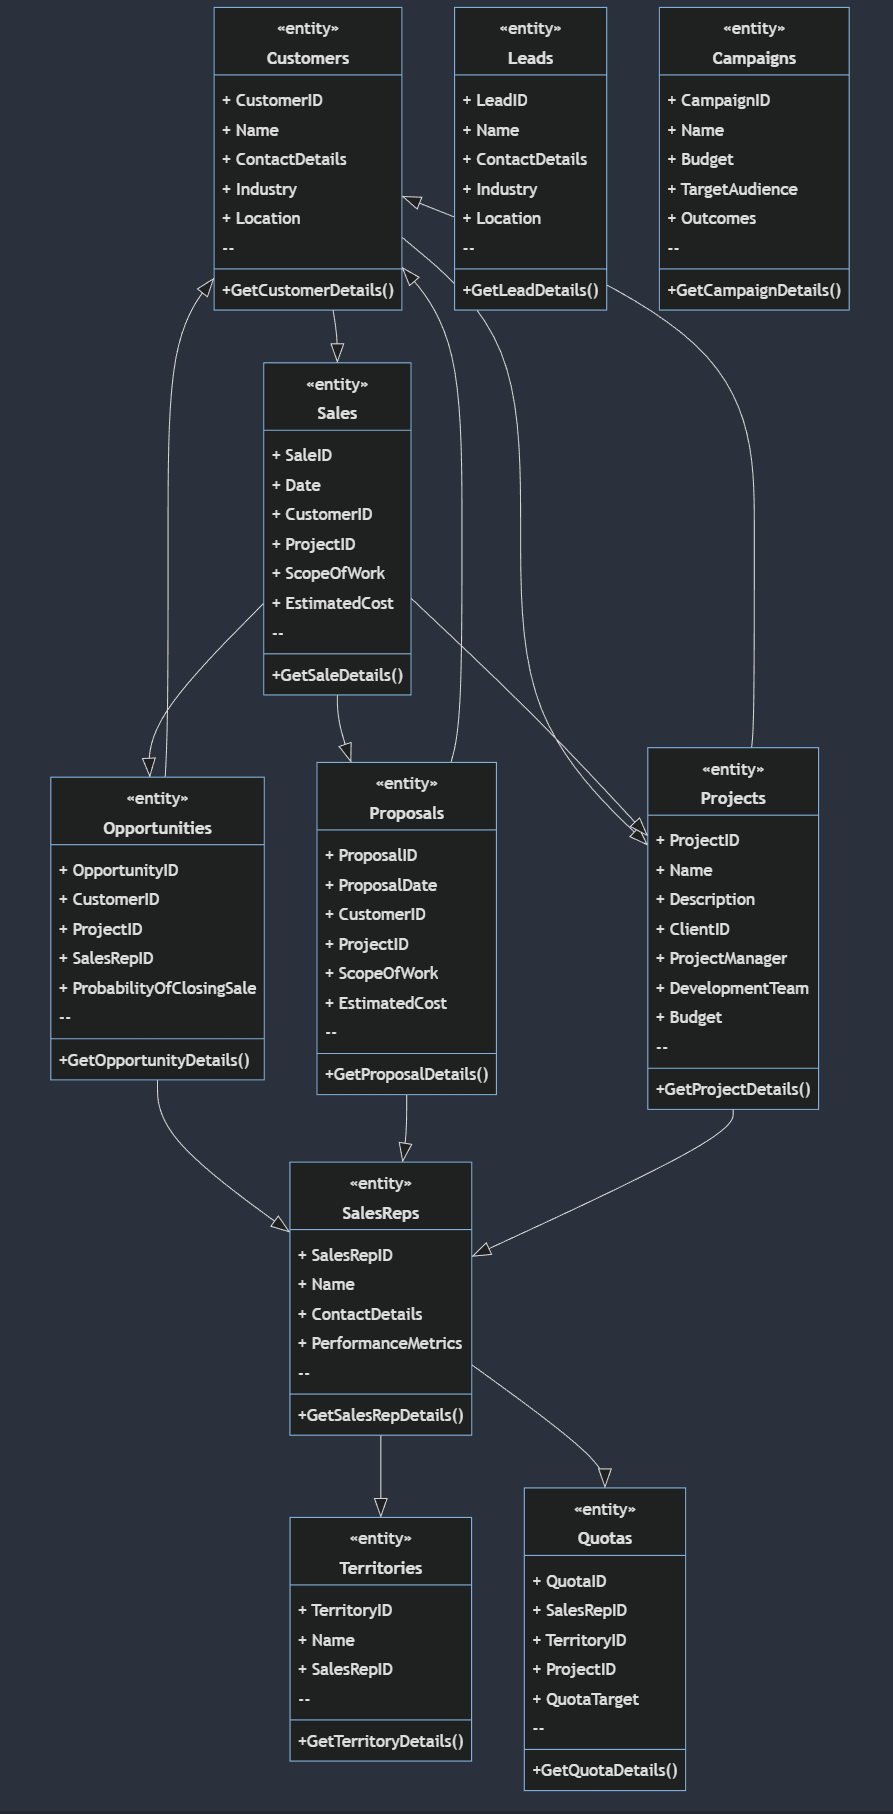 «entity»
Customers
+ CustomerID
+ Name
+ ContactDetails
+ Industry
+ Location
--
+GetCustomerDetails()
«entity»
Leads
+ LeadID
+ Name
+ ContactDetails
+ Industry
+ Location
--
+GetLeadDetails()
«entity»
Campaigns
+ CampaignID
+ Name
+ Budget
+ TargetAudience
+ Outcomes
--
+GetCampaignDetails()
«entity»
Sales
+ SaleID
+ Date
+ CustomerID
+ ProjectID
+ ScopeOfWork
+ EstimatedCost
--
+GetSaleDetails()
«entity»
Opportunities
+ OpportunityID
+ CustomerID
+ ProjectID
+ SalesRepID
+ ProbabilityOfClosingSale
--
+GetOpportunityDetails()
«entity»
Proposals
+ ProposalID
+ ProposalDate
+ CustomerID
+ ProjectID
+ ScopeOfWork
+ EstimatedCost
--
+GetProposalDetails()
«entity»
Projects
+ ProjectID
+ Name
+ Description
+ ClientID
+ ProjectManager
+ DevelopmentTeam
+ Budget
--
+GetProjectDetails()
«entity»
SalesReps
+ SalesRepID
+ Name
+ ContactDetails
+ PerformanceMetrics
--
+GetSalesRepDetails()
«entity»
Territories
+ TerritoryID
+ Name
+ SalesRepID
--
+GetTerritoryDetails()
«entity»
Quotas
+ QuotaID
+ SalesRepID
+ TerritoryID
+ ProjectID
+ QuotaTarget
--
+GetQuotaDetails()